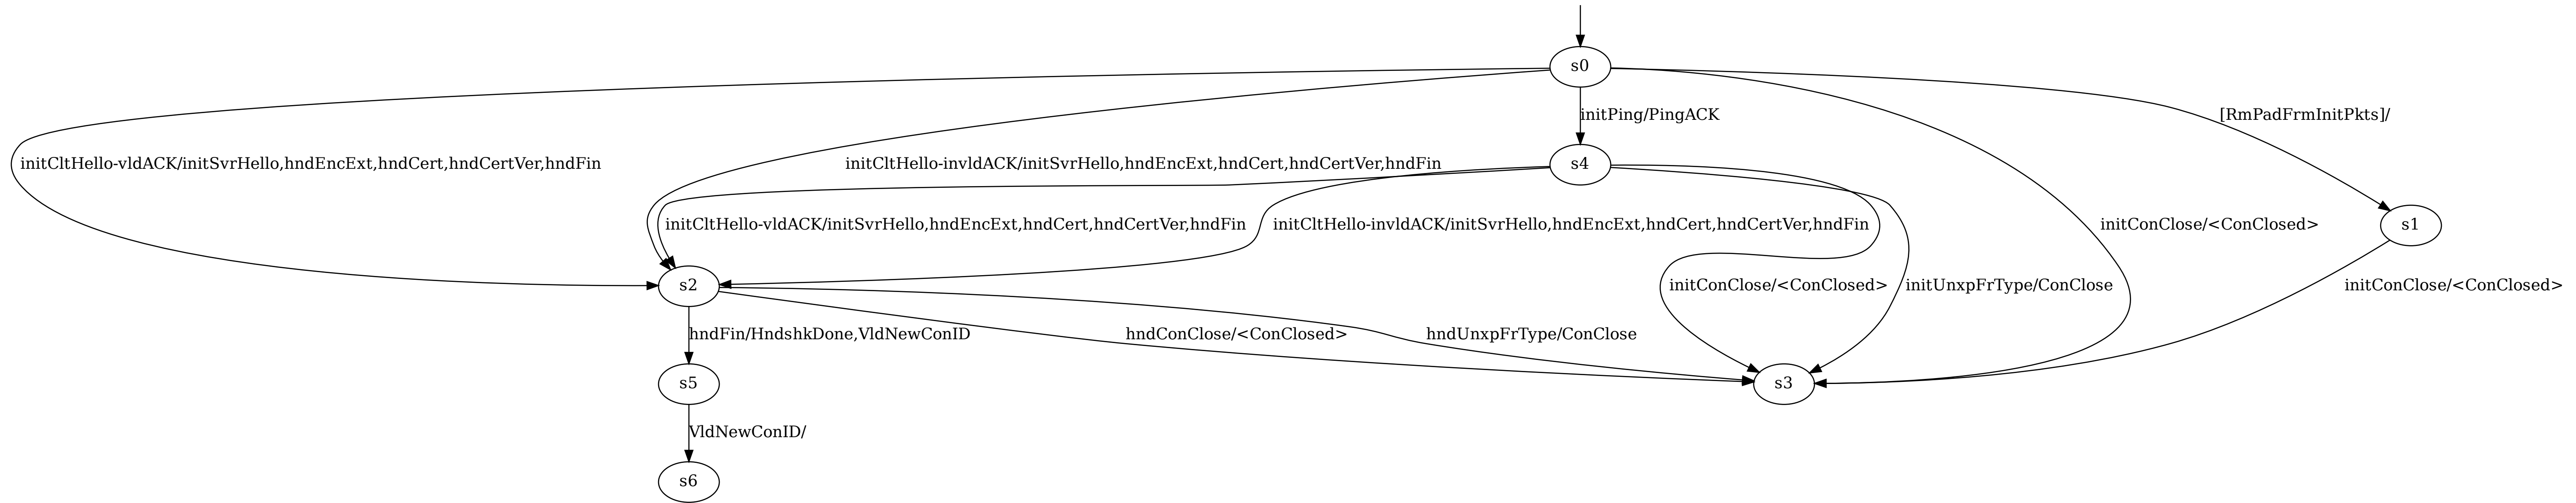 s0
initPing/PingACK
[RmPadFrmInitPkts]/
initCltHello-vldACK/initSvrHello,hndEncExt,hndCert,hndCertVer,hndFin
initCltHello-invldACK/initSvrHello,hndEncExt,hndCert,hndCertVer,hndFin
s4
initCltHello-vldACK/initSvrHello,hndEncExt,hndCert,hndCertVer,hndFin
initCltHello-invldACK/initSvrHello,hndEncExt,hndCert,hndCertVer,hndFin
initConClose/<ConClosed>
s1
s2
initConClose/<ConClosed>
initUnxpFrType/ConClose
initConClose/<ConClosed>
hndFin/HndshkDone,VldNewConID
hndConClose/<ConClosed>
hndUnxpFrType/ConClose
s5
s3
VldNewConID/
s6